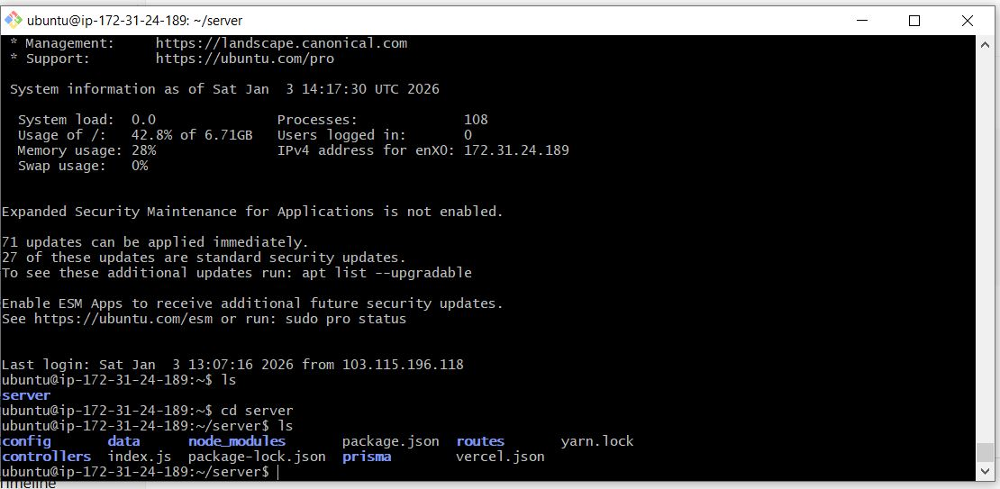 ubuntu@ip-172-31-24-189: ~/server
* Management:     https://landscape.canonical.com
* Support:        https://ubuntu.com/pro
System information as of Sat Jan  3 14:17:30 UTC 2026
System load:  0.0               Processes:             108
Usage of /:   42.8% of 6.71GB   Users logged in:       0
Memory usage: 28%               IPv4 address for enX0: 172.31.24.189
Swap usage:   0%
Expanded Security Maintenance for Applications is not enabled.
71 updates can be applied immediately.
27 of these updates are standard security updates.
To see these additional updates run: apt list --upgradable
Enable ESM Apps to receive additional future security updates.
See https://ubuntu.com/esm or run: sudo pro status
Last login: Sat Jan  3 13:07:16 2026 from 103.115.196.118
ubuntu@ip-172-31-24-189:~$ ls
server
ubuntu@ip-172-31-24-189:~$ cd server
ubuntu@ip-172-31-24-189:~/server$ ls
config       data      node_modules       package.json  routes       yarn.lock
controllers  index.js  package-lock.json  prisma        vercel.json
ubuntu@ip-172-31-24-189:~/server$
Timeline